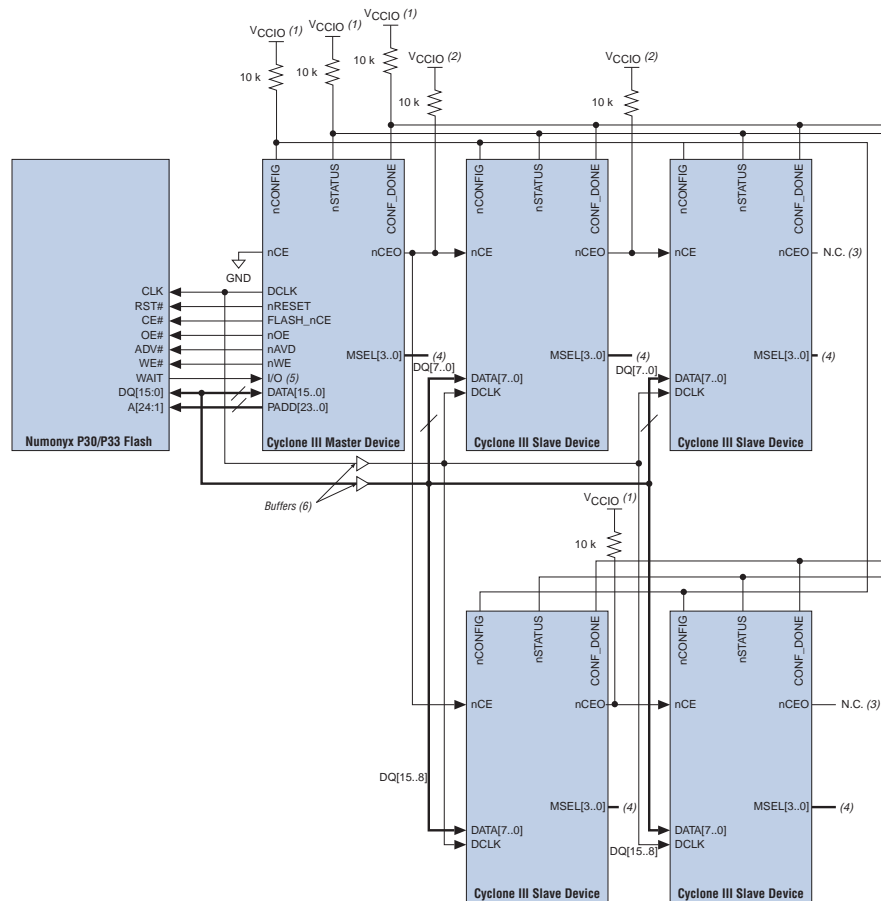 VCCIO (1)
VCCIO (1)
VCCIO (1)
VCCIO (2)
VCCIO (2)
10 k
10 k
10 k
10 k
10 k
nCONFIG
nSTATUS
CONF_DONE
nCONFIG
nSTATUS
CONF_DONE
nCONFIG
nSTATUS
CONF_DONE
nCE
GND
nCEO
nCE
nCEO
nCE
nCEO
N.C. (3)
CLK
RST#
CE#
OE#
ADV#
WE#
WAIT
DQ[15:0]
A[24:1]
Numonyx P30/P33 Flash
DCLK
nRESET
FLASH_nCE
nOE
nAVD
nWE
I/O (5)
DATA[15..0]
PADD[23..0]
MSEL[3..0]
(4)
Cyclone III Master Device
DQ[7..0]
DATA[7..0]
DCLK
MSEL[3..0]
(4)
Cyclone III Slave Device
DQ[7..0]
DATA[7..0]
DCLK
MSEL[3..0]
(4)
Cyclone III Slave Device
Buffers (6)
VCCIO (1)
10 k
nCONFIG
nSTATUS
CONF_DONE
nCONFIG
nSTATUS
CONF_DONE
nCE
nCEO
nCE
nCEO
N.C. (3)
DQ[15..8]
MSEL[3..0]
(4)
DATA[7..0]
DCLK
Cyclone III Slave Device
DQ[15..8]
MSEL[3..0]
(4)
DATA[7..0]
DCLK
Cyclone III Slave Device